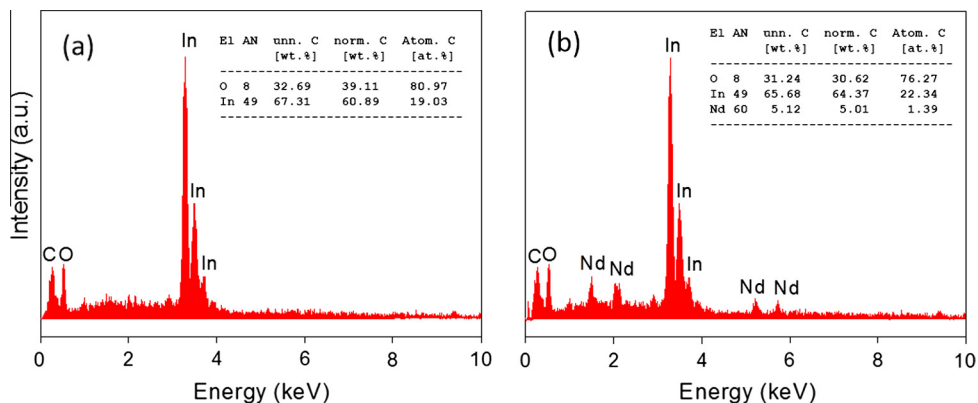 (a)
El AN unn. C norm. C Atom. C
[wt.%] [wt.%] [at.%]
O 8 32.69 39.11 80.97
In 49 67.31 60.89 19.03
In
In
In
C O
Intensity (a.u.)
0 2 4 6 8 10
Energy (keV)
(b)
El AN unn. C norm. C Atom. C
[wt.%] [wt.%] [at.%]
O 8 31.24 30.62 76.27
In 49 65.68 64.37 22.34
Nd 60 5.12 5.01 1.39
In
In
In
C O
Nd Nd
Nd Nd
0 2 4 6 8 10
Energy (keV)